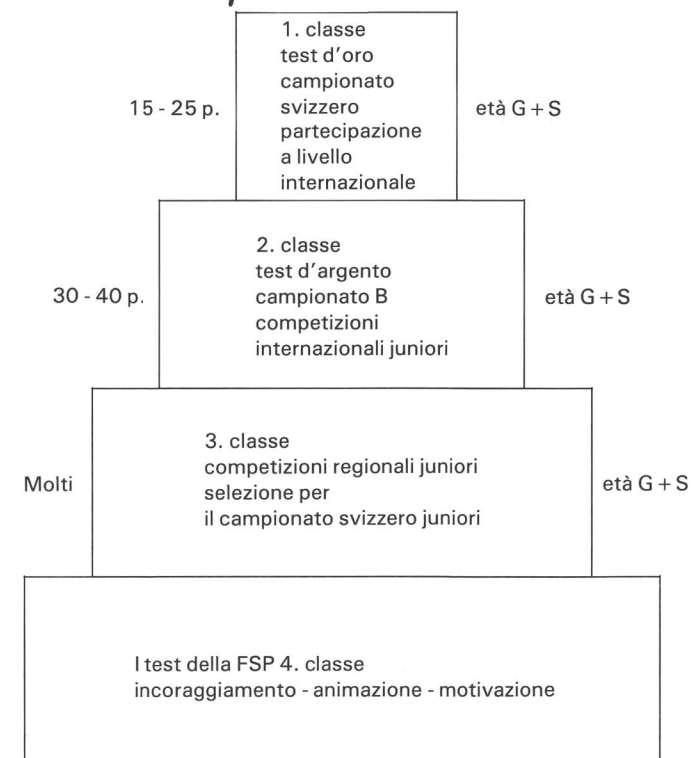 1. classe
test d'oro
campionato
svizzero
partecipazione
a livello
internazionale
15 - 25 p.
età G + S
2. classe
test d'argento
campionato B
competizioni
internazionali juniori
30 - 40 p.
età G + S
3. classe
competizioni regionali juniori
selezione per
il campionato svizzero juniori
Molti
età G + S
I test della FSP 4. classe
incoraggiamento - animazione - motivazione